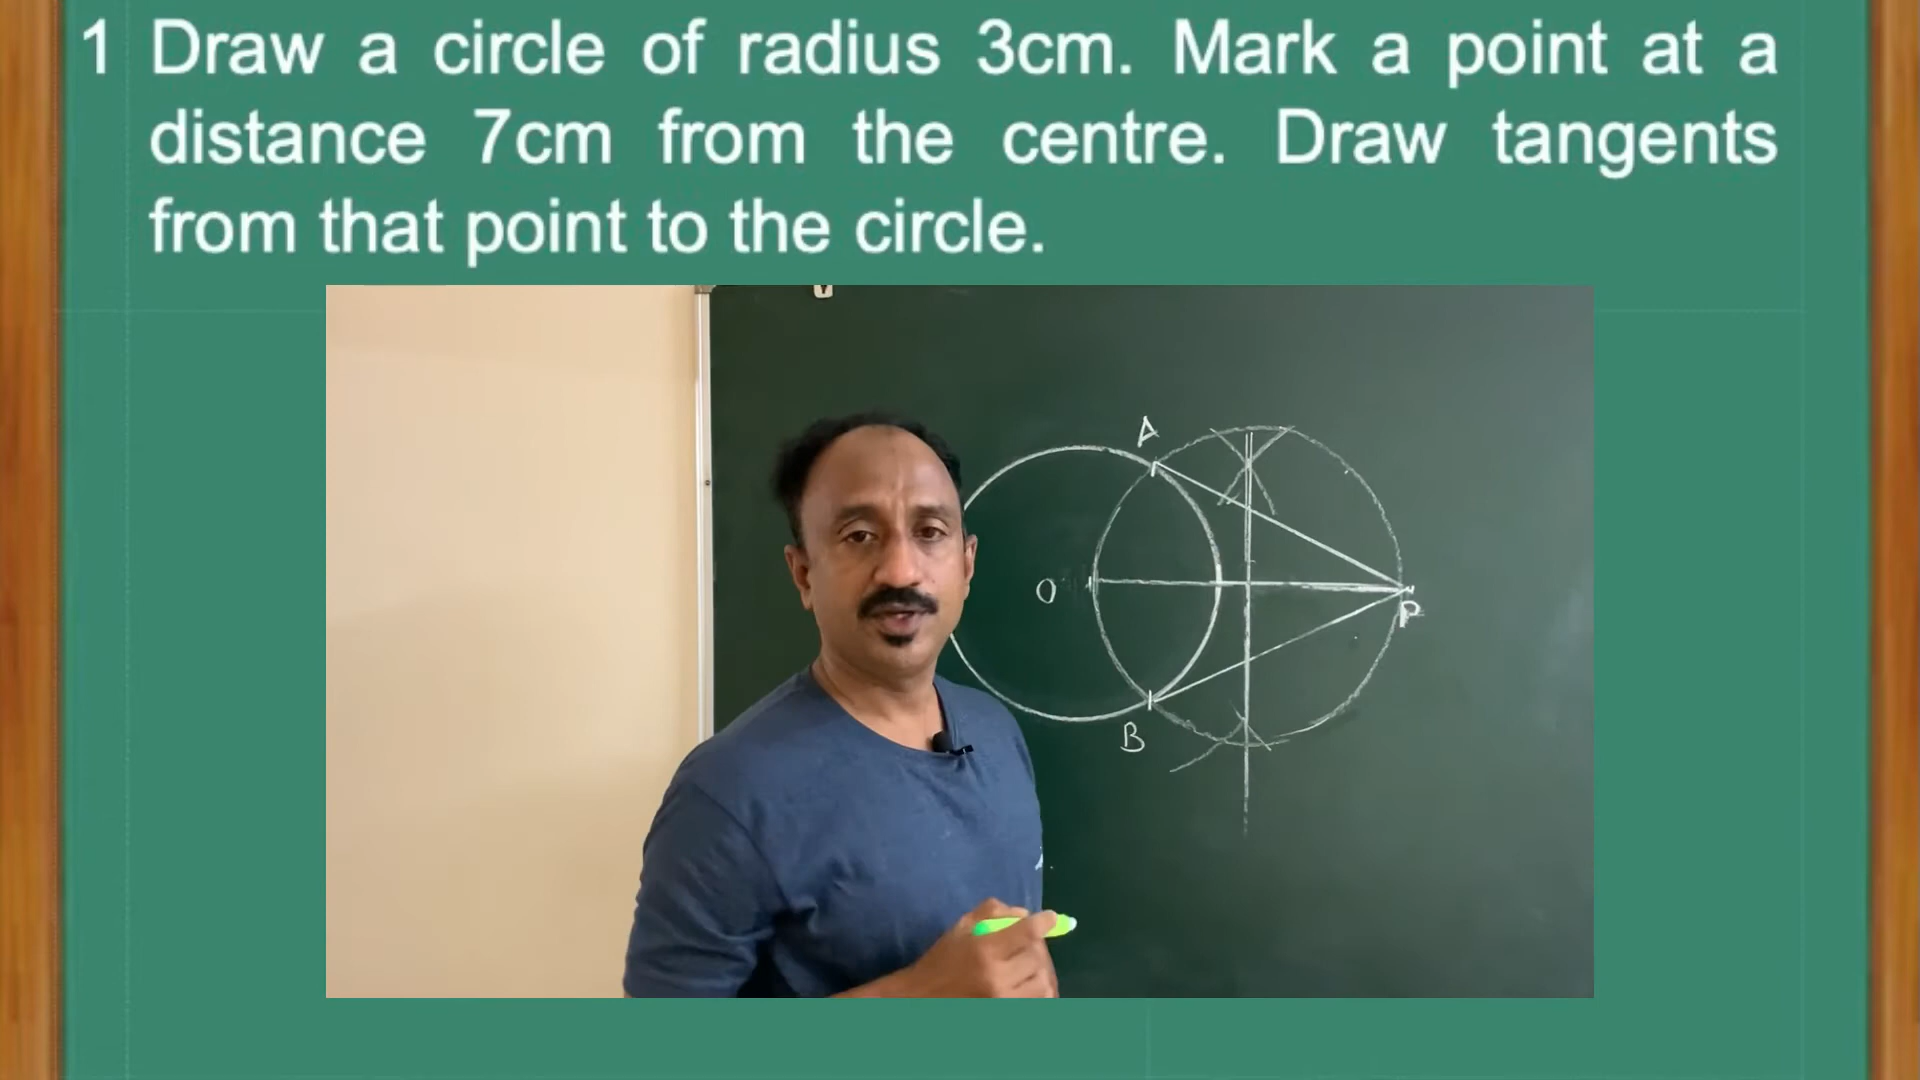 1 Draw a circle of radius 3cm. Mark a point at a
distance 7cm from the centre. Draw tangents
from that point to the circle.
A
O
P
B